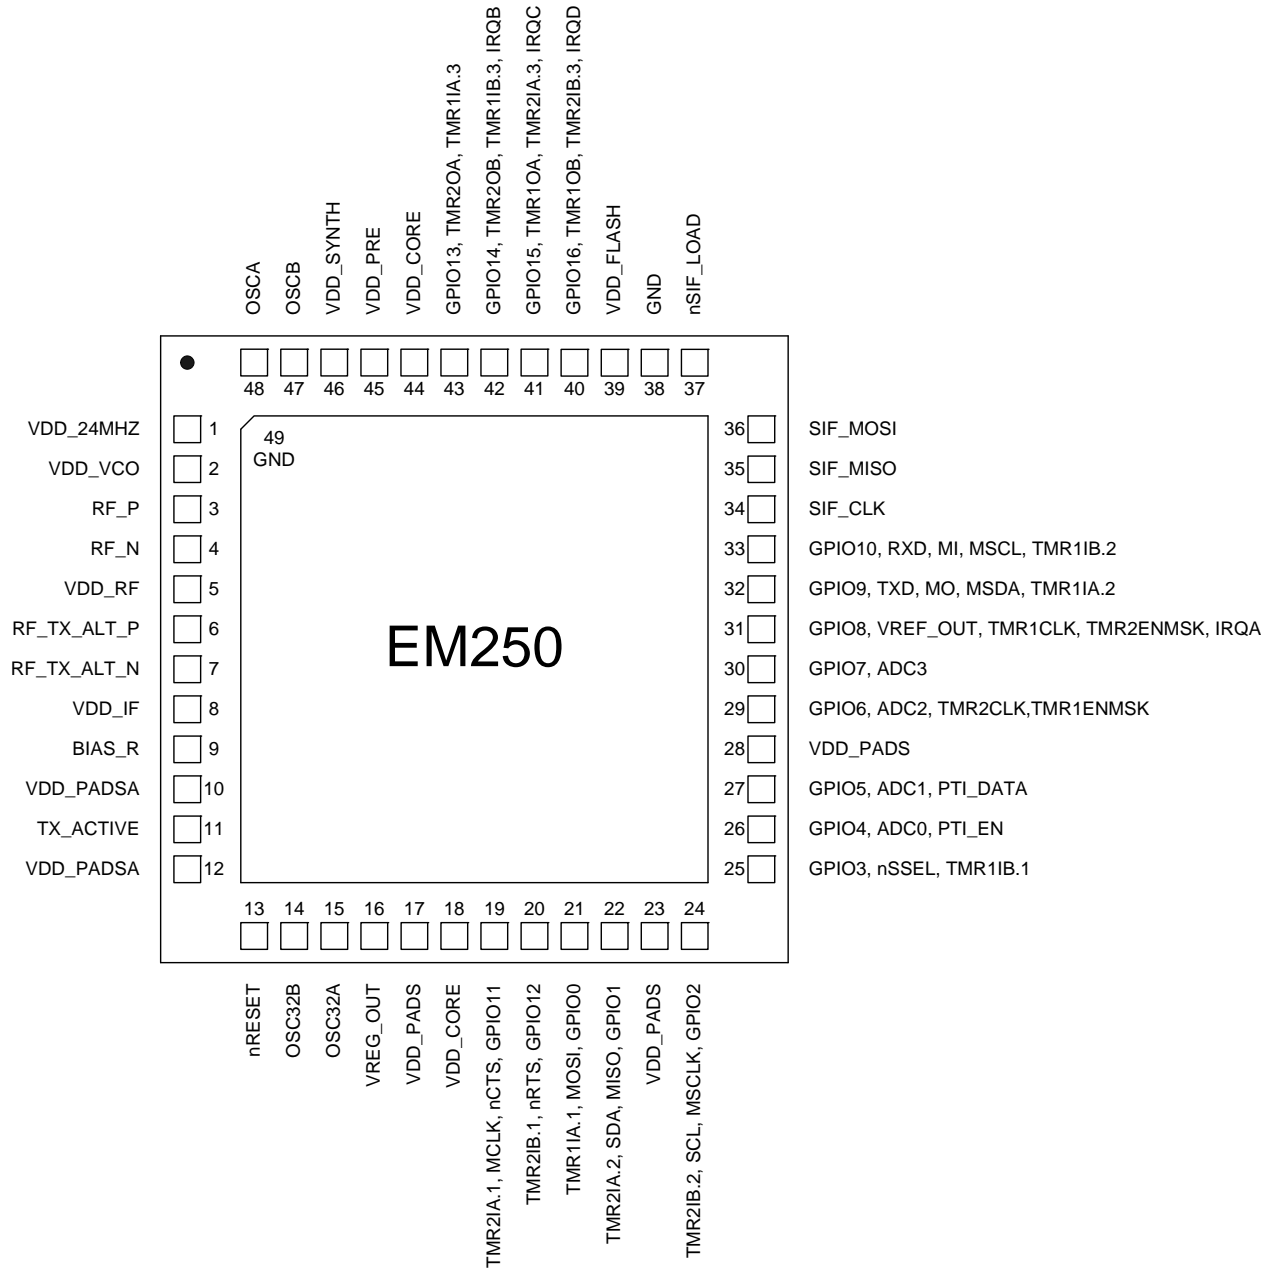 OSCA
OSCB
VDD_SYNTH
VDD_PRE
VDD_CORE
GPIO13, TMR2OA, TMR1IA.3
GPIO14, TMR2OB, TMR1IB.3, IRQB
GPIO15, TMR1OA, TMR2IA.3, IRQC
GPIO16, TMR1OB, TMR2IB.3, IRQD
VDD_FLASH
GND
nSIF_LOAD
48 47 46 45 44 43 42 41 40 39 38 37
VDD_24MHZ 1
VDD_VCO 2
RF_P 3
RF_N 4
VDD_RF 5
RF_TX_ALT_P 6
RF_TX_ALT_N 7
VDD_IF 8
BIAS_R 9
VDD_PADSA 10
TX_ACTIVE 11
VDD_PADSA 12
49
GND
EM250
36 SIF_MOSI
35 SIF_MISO
34 SIF_CLK
33 GPIO10, RXD, MI, MSCL, TMR1IB.2
32 GPIO9, TXD, MO, MSDA, TMR1IA.2
31 GPIO8, VREF_OUT, TMR1CLK, TMR2ENMSK, IRQA
30 GPIO7, ADC3
29 GPIO6, ADC2, TMR2CLK,TMR1ENMSK
28 VDD_PADS
27 GPIO5, ADC1, PTI_DATA
26 GPIO4, ADC0, PTI_EN
25 GPIO3, nSSEL, TMR1IB.1
13 14 15 16 17 18 19 20 21 22 23 24
nRESET
OSC32B
OSC32A
VREG_OUT
VDD_PADS
VDD_CORE
TMR2IA.1, MCLK, nCTS, GPIO11
TMR2IB.1, nRTS, GPIO12
TMR1IA.1, MOSI, GPIO0
TMR2IA.2, SDA, MISO, GPIO1
VDD_PADS
TMR2IB.2, SCL, MSCLK, GPIO2